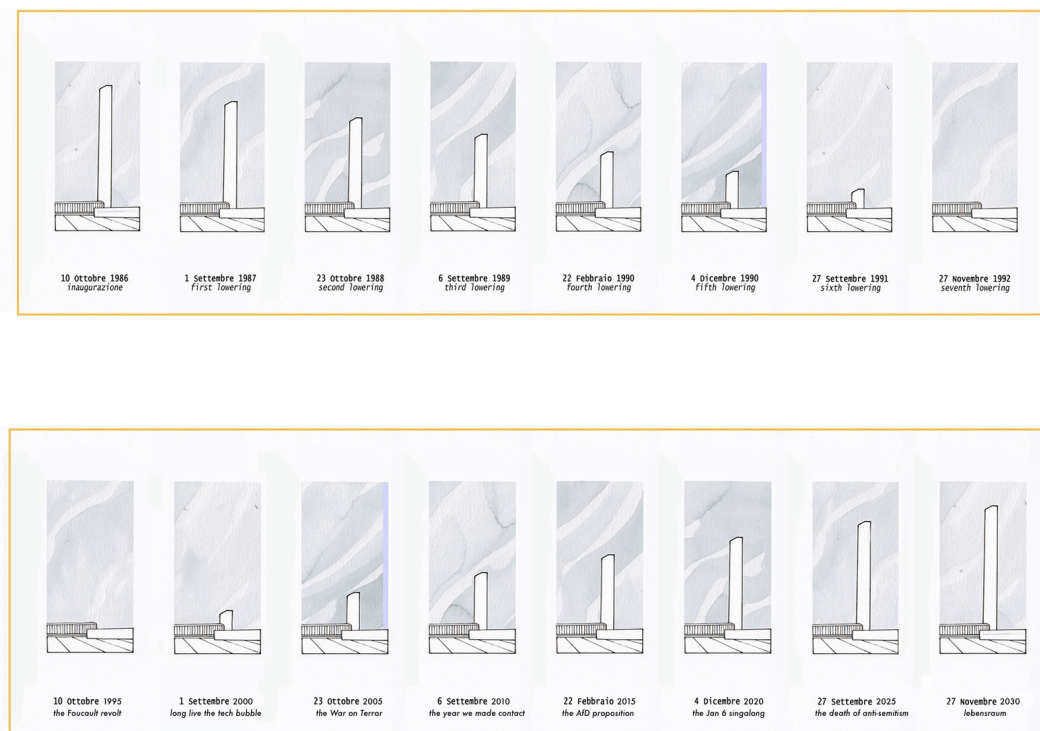 10 Ottobre 1986
inaugurazione
1 Settembre 1987
first lowering
23 Ottobre 1988
second lowering
6 Settembre 1989
third lowering
22 Febbraio 1990
fourth lowering
4 Dicembre 1990
fifth lowering
27 Settembre 1991
sixth lowering
27 Novembre 1992
seventh lowering
10 Ottobre 1995
the Foucault revolt
1 Settembre 2000
long live the tech bubble
23 Ottobre 2005
the War on Terror
6 Settembre 2010
the year we made contact
22 Febbraio 2015
the AfD proposition
4 Dicembre 2020
the Jan 6 singalong
27 Settembre 2025
the death of anti-semitism
27 Novembre 2030
lebensraum